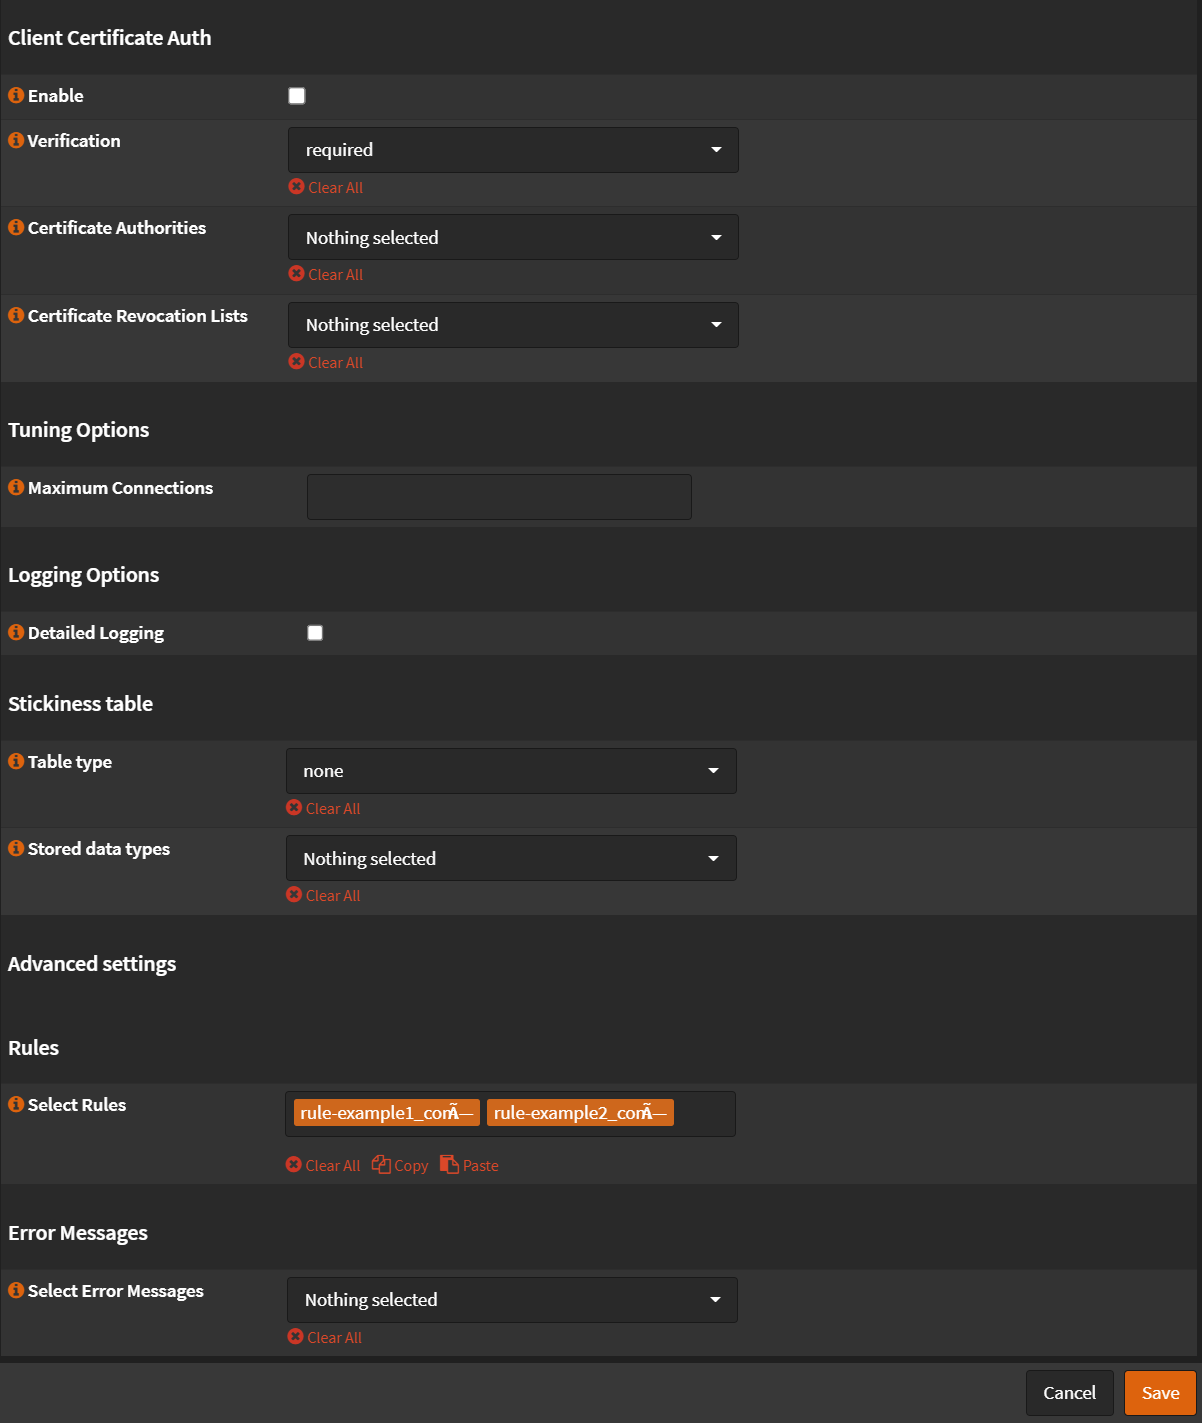 Client Certificate Auth
Enable
Verification
required
Clear All
Certificate Authorities
Nothing selected
Clear All
Certificate Revocation Lists
Nothing selected
Clear All
Tuning Options
Maximum Connections
Logging Options
Detailed Logging
Stickiness table
Table type
none
Clear All
Stored data types
Nothing selected
Clear All
Advanced settings
Rules
Select Rules
rule-example1_comÃ— rule-example2_comÃ—
Clear All Copy Paste
Error Messages
Select Error Messages
Nothing selected
Clear All
Cancel Save